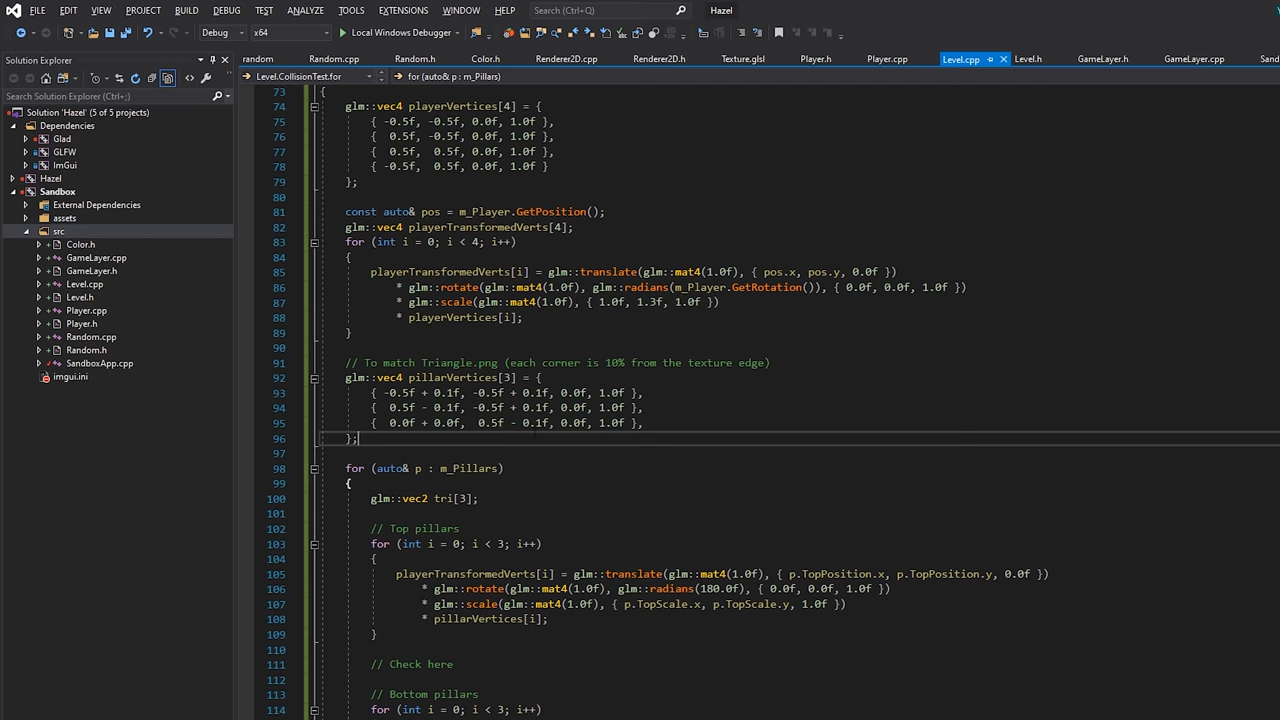 FILE EDIT VIEW GIT PROJECT BUILD DEBUG TEST ANALYZE TOOLS EXTENSIONS WINDOW HELP Search (Ctrl+Q) Hazel
Debug x64 Local Windows Debugger
Solution Explorer
Search Solution Explorer (Ctrl+;)
Solution 'Hazel' (5 of 5 projects)
Dependencies
Glad
GLFW
ImGui
Hazel
Sandbox
External Dependencies
assets
src
Color.h
GameLayer.cpp
GameLayer.h
Level.cpp
Level.h
Player.cpp
Player.h
Random.cpp
Random.h
SandboxApp.cpp
imgui.ini
random Random.cpp Random.h Color.h Renderer2D.cpp Renderer2D.h Texture.glsl Player.h Player.cpp Level.cpp Level.h GameLayer.h GameLayer.cpp Sand
Level.CollisionTest.for for (auto& p : m_Pillars)
73 {
74 glm::vec4 playerVertices[4] = {
75 { -0.5f, -0.5f, 0.0f, 1.0f },
76 { 0.5f, -0.5f, 0.0f, 1.0f },
77 { 0.5f, 0.5f, 0.0f, 1.0f },
78 { -0.5f, 0.5f, 0.0f, 1.0f }
79 };
80
81 const auto& pos = m_Player.GetPosition();
82 glm::vec4 playerTransformedVerts[4];
83 for (int i = 0; i < 4; i++)
84 {
85 playerTransformedVerts[i] = glm::translate(glm::mat4(1.0f), { pos.x, pos.y, 0.0f })
86 * glm::rotate(glm::mat4(1.0f), glm::radians(m_Player.GetRotation()), { 0.0f, 0.0f, 1.0f })
87 * glm::scale(glm::mat4(1.0f), { 1.0f, 1.3f, 1.0f })
88 * playerVertices[i];
89 }
90
91 // To match Triangle.png (each corner is 10% from the texture edge)
92 glm::vec4 pillarVertices[3] = {
93 { -0.5f + 0.1f, -0.5f + 0.1f, 0.0f, 1.0f },
94 { 0.5f - 0.1f, -0.5f + 0.1f, 0.0f, 1.0f },
95 { 0.0f + 0.0f, 0.5f - 0.1f, 0.0f, 1.0f },
96 };
97
98 for (auto& p : m_Pillars)
99 {
100 glm::vec2 tri[3];
101
102 // Top pillars
103 for (int i = 0; i < 3; i++)
104 {
105 playerTransformedVerts[i] = glm::translate(glm::mat4(1.0f), { p.TopPosition.x, p.TopPosition.y, 0.0f })
106 * glm::rotate(glm::mat4(1.0f), glm::radians(180.0f), { 0.0f, 0.0f, 1.0f })
107 * glm::scale(glm::mat4(1.0f), { p.TopScale.x, p.TopScale.y, 1.0f })
108 * pillarVertices[i];
109 }
110
111 // Check here
112
113 // Bottom pillars
114 for (int i = 0; i < 3; i++)